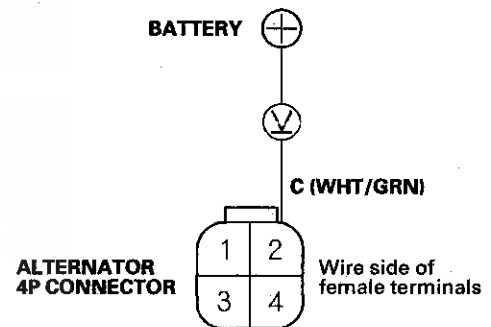 BATTERY +
V
C (WHT/GRN)
1 2
3 4
ALTERNATOR
4P CONNECTOR
Wire side of
female terminals